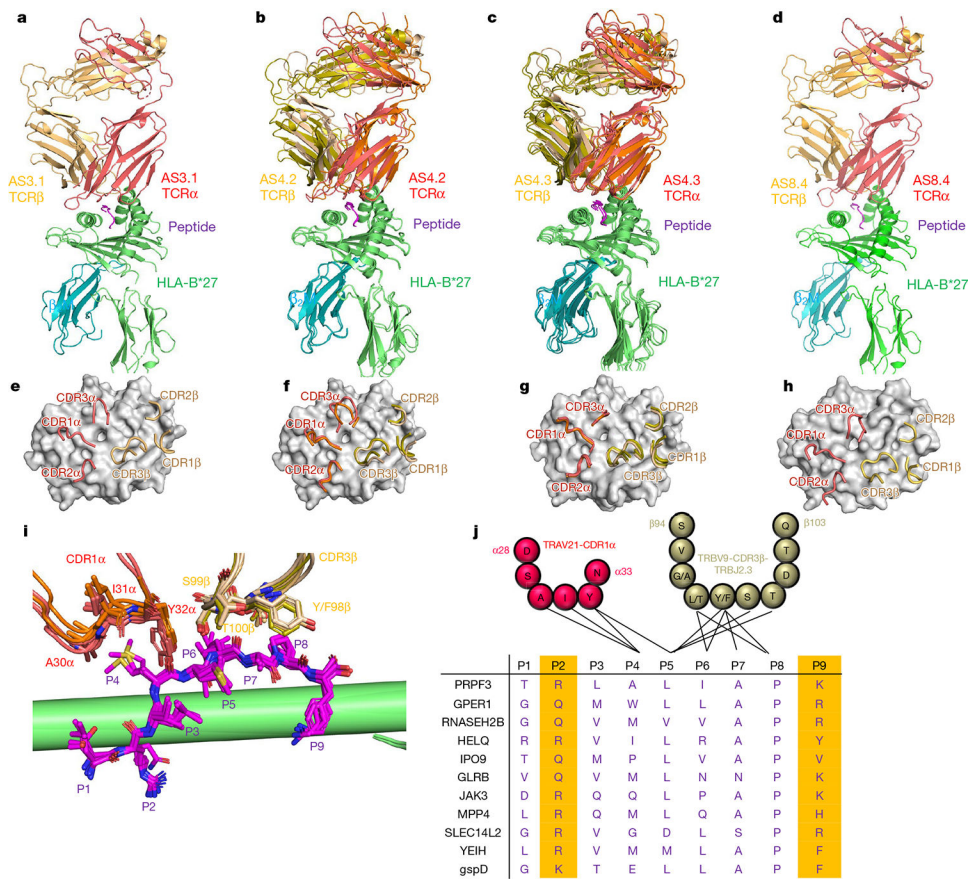 a
b
c
d
AS3.1
TCRβ
AS3.1
TCRα
Peptide
HLA-B*27
AS4.2
TCRβ
AS4.2
TCRα
Peptide
HLA-B*27
β₂
AS4.3
TCRβ
AS4.3
TCRα
Peptide
HLA-B*27
AS8.4
TCRβ
AS8.4
TCRα
Peptide
HLA-B*27
e
f
g
h
CDR3α
CDR2β
CDR1α
CDR2α
CDR3β
CDR1β
CDR3α
CDR2β
CDR1α
CDR2α
CDR3β
CDR1β
CDR3α
CDR2β
CDR1α
CDR2α
CDR3β
CDR1β
CDR3α
CDR2β
CDR1α
CDR2α
CDR3β
CDR1β
i
CDR1α
CDR3β
S99β
I31α
Y32α
T100β
Y/F98β
A30α
P4
P6
P8
P7
P5
P3
P9
P1
P2
j
TRAV21-CDR1α
TRBV9-CDR3β-
TRBJ2.3
α28
α33
β94
β103
D S A I Y N
S V G/A L/T Y/F S T D T Q
P1 P2 P3 P4 P5 P6 P7 P8 P9
PRPF3 T R L A L I A P K
GPER1 G Q M W L L A P R
RNASEH2B G Q V M V V A P R
HELQ R R V I L R A P Y
IPO9 T Q M P L V A P V
GLRB V Q V M L N N P K
JAK3 D R Q Q L P A P K
MPP4 L R Q M L Q A P H
SLEC14L2 G R V G D L S P R
YEIH L R V M M L A P F
gspD G K T E L L A P F